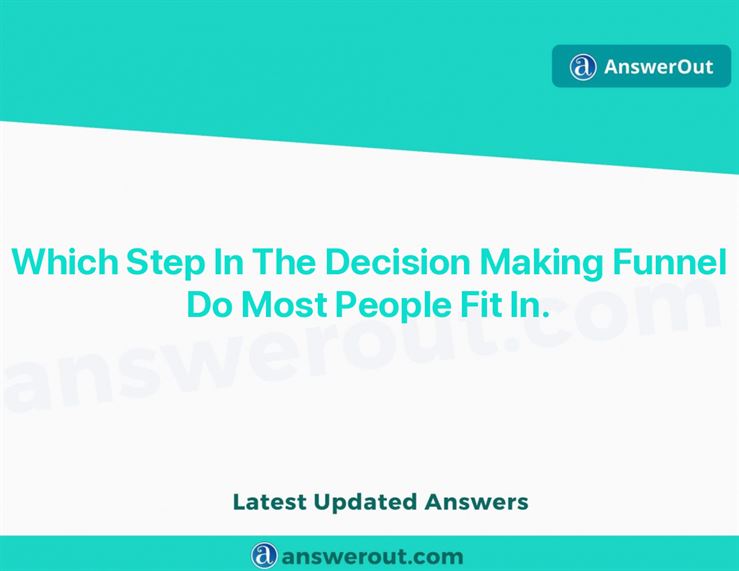 AnswerOut
Which Step In The Decision Making Funnel
Do Most People Fit In.
answerout.com
Latest Updated Answers
answerout.com